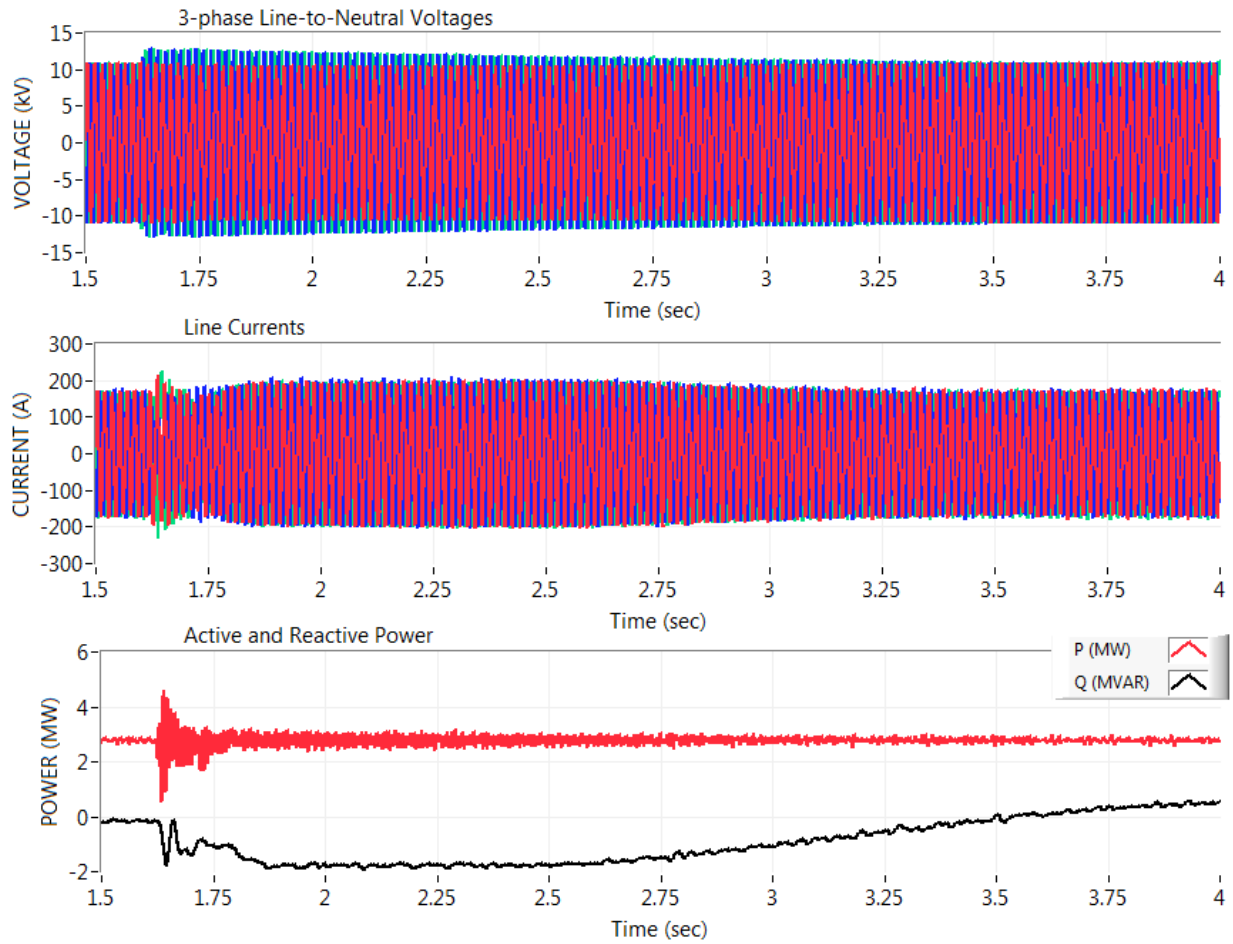 3-phase Line-to-Neutral Voltages
VOLTAGE (kV)
15
10
5
0
-5
-10
-15
1.5 1.75 2 2.25 2.5 2.75 3 3.25 3.5 3.75 4
Time (sec)
Line Currents
CURRENT (A)
300
200
100
0
-100
-200
-300
1.5 1.75 2 2.25 2.5 2.75 3 3.25 3.5 3.75 4
Time (sec)
Active and Reactive Power
P (MW)
Q (MVAR)
POWER (MW)
6
4
2
0
-2
1.5 1.75 2 2.25 2.5 2.75 3 3.25 3.5 3.75 4
Time (sec)